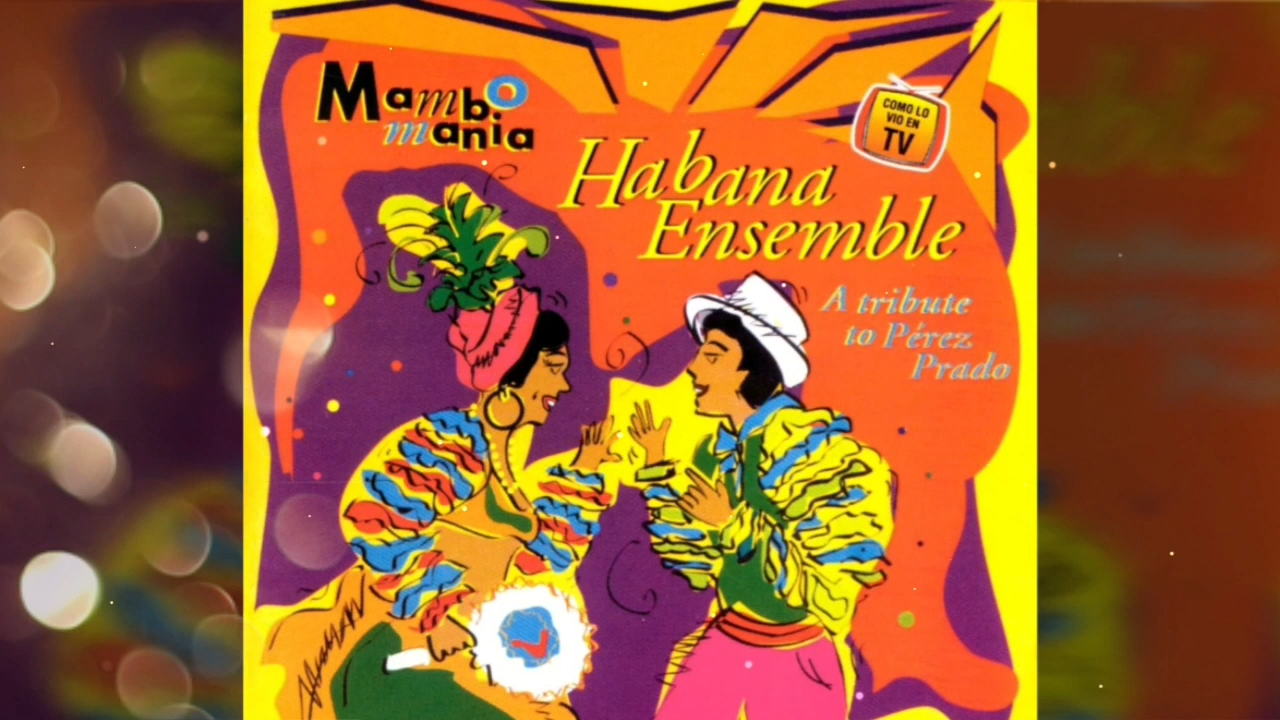 Mambo
mania
Habana
Ensemble
COMO LO
VIO EN
TV
A tribute
to Pérez
Prado